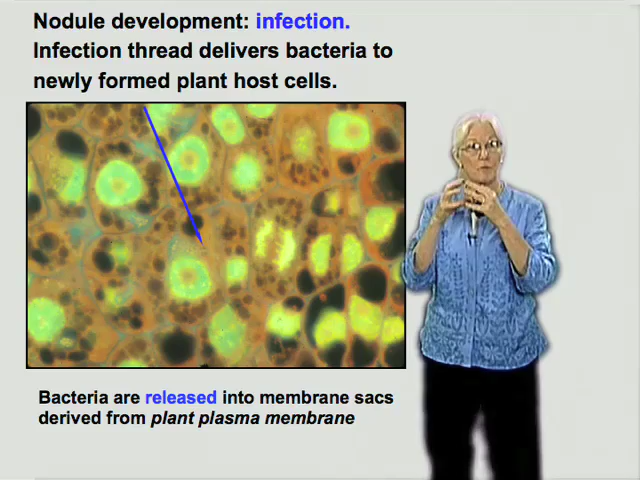 Nodule development: infection.
Infection thread delivers bacteria to
newly formed plant host cells.
Bacteria are released into membrane sacs
derived from plant plasma membrane